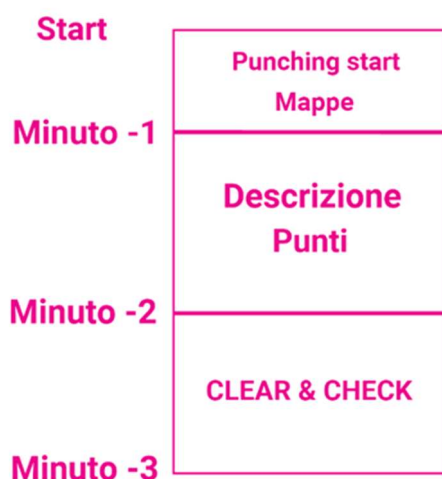 Start
Punching start
Mappe
Minuto -1
Descrizione
Punti
Minuto -2
CLEAR & CHECK
Minuto -3